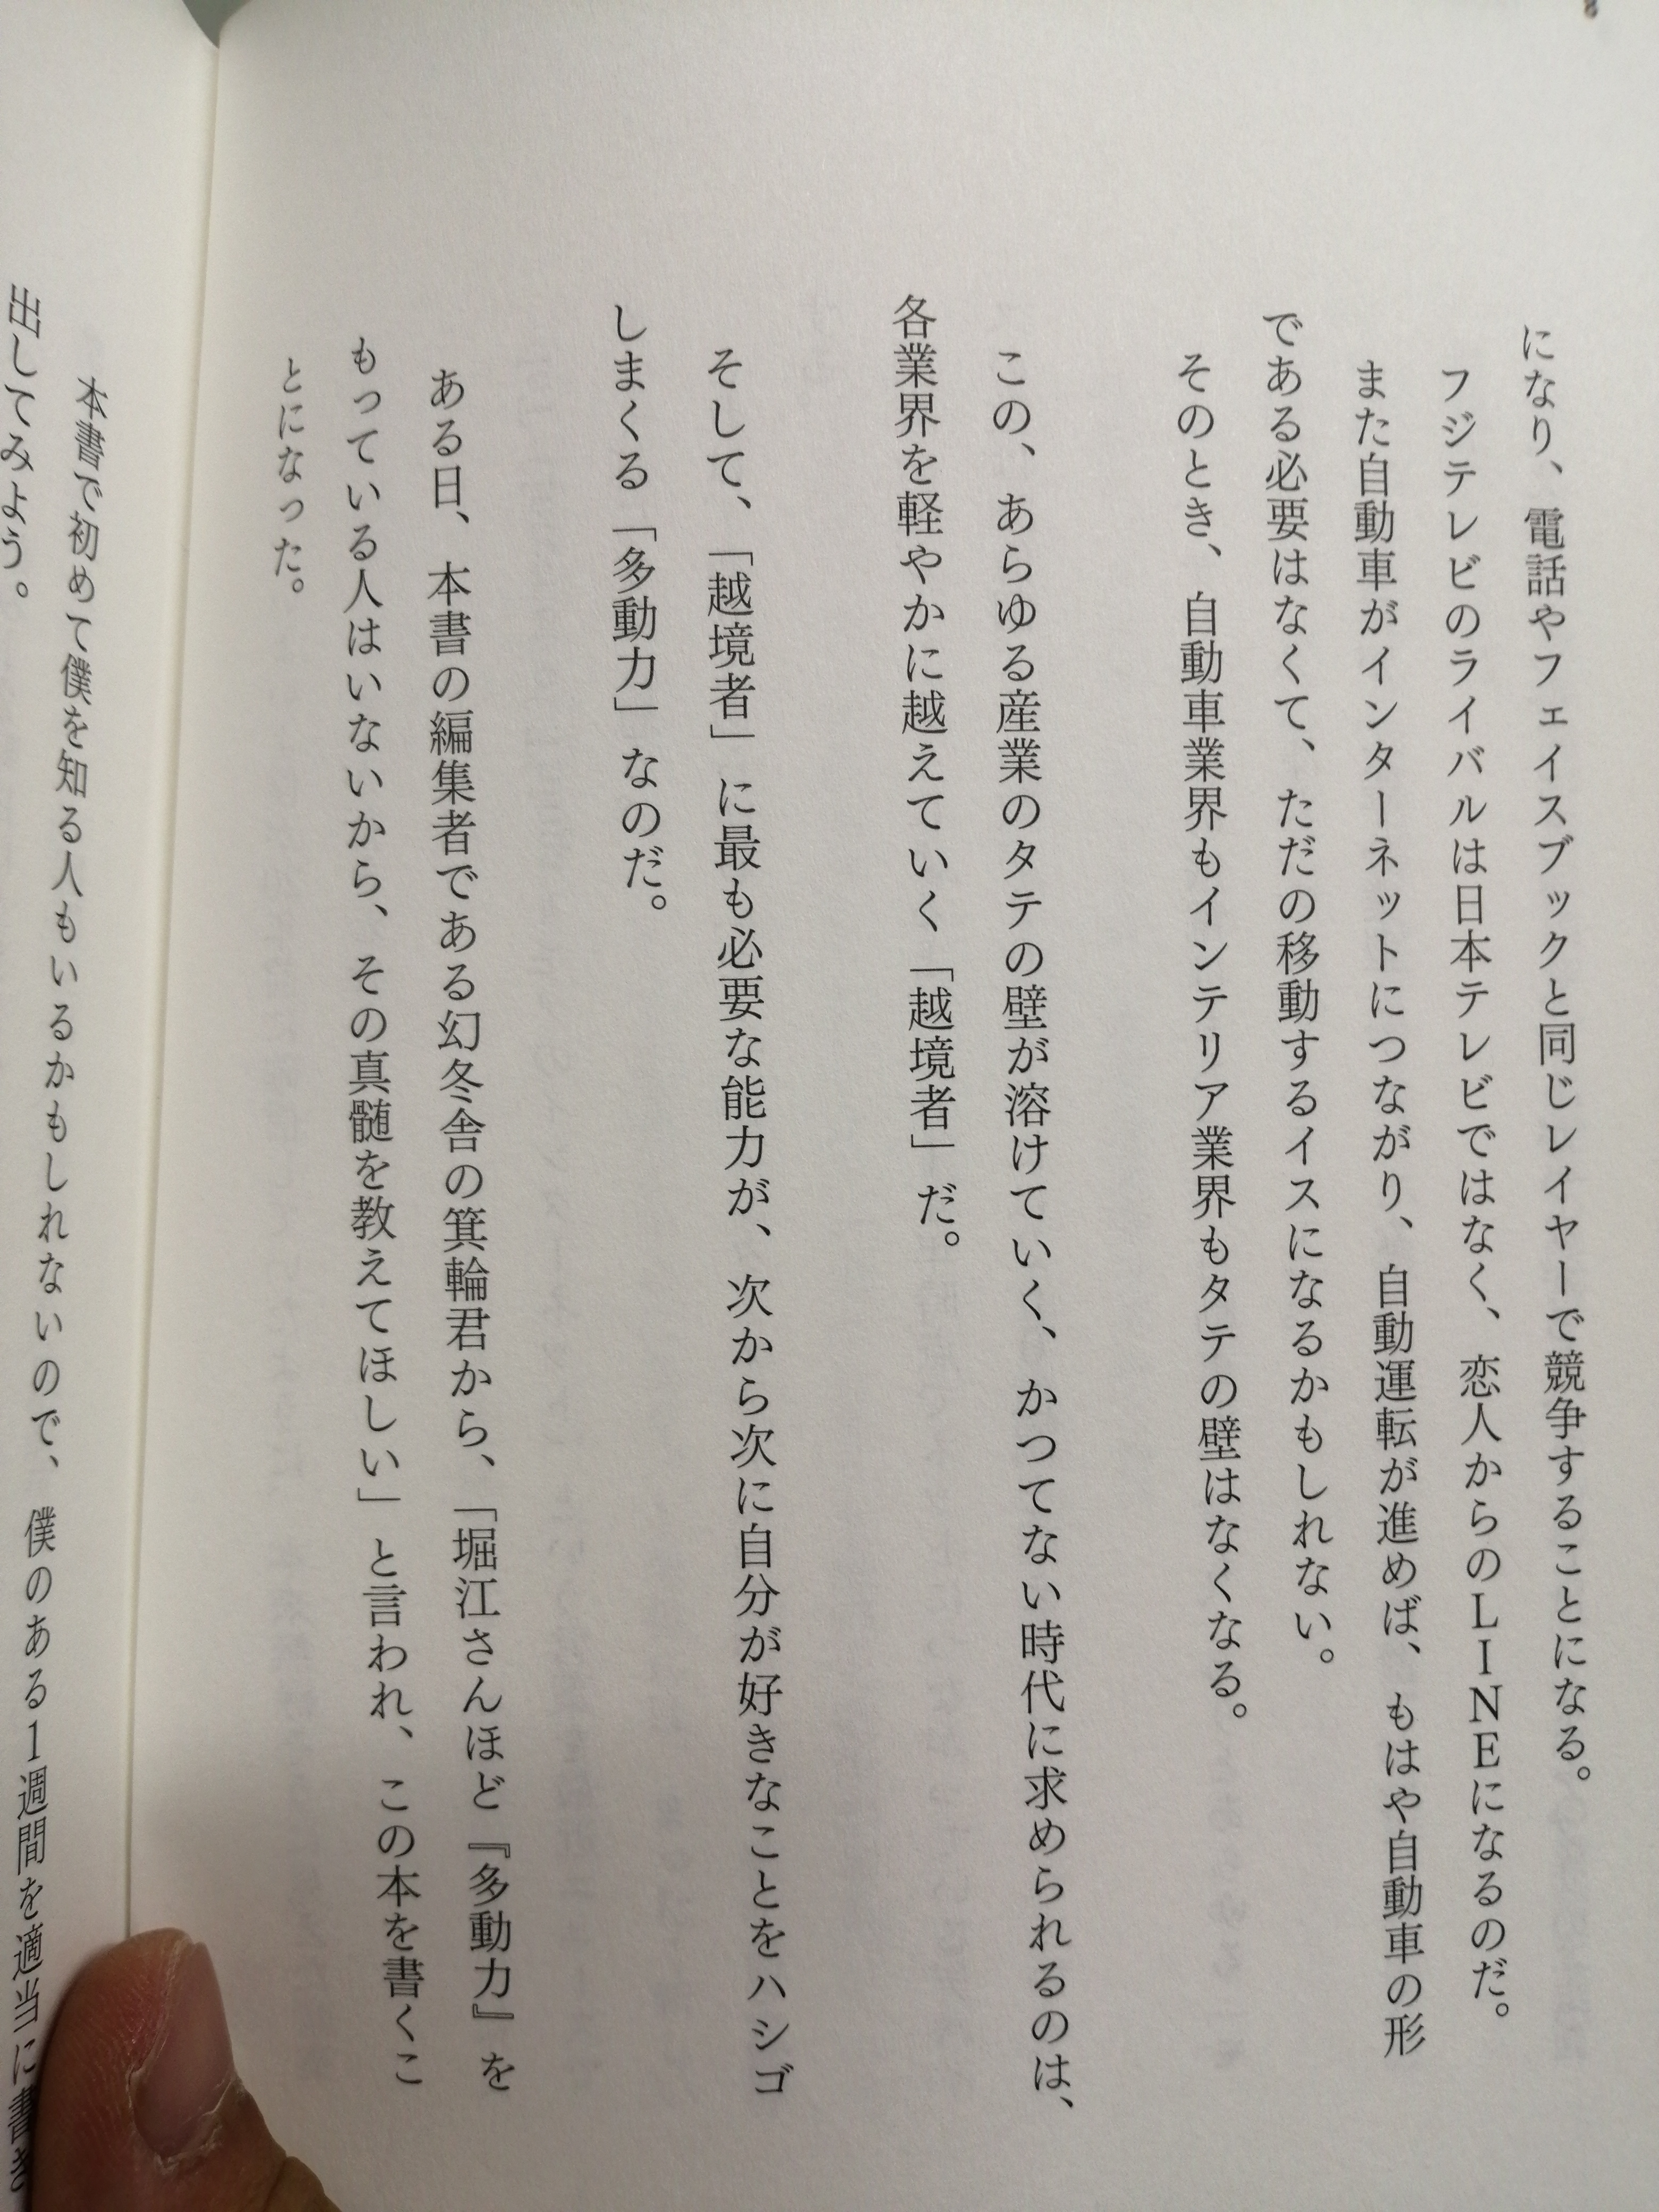 になり、電話やフェイスブックと同じレイヤーで競争することになる。
フジテレビのライバルは日本テレビではなく、恋人からのLINEになるのだ。
また自動車がインターネットにつながり、自動運転が進めば、もはや自動車の形
である必要はなくて、ただの移動するイスになるかもしれない。
そのとき、自動車業界もインテリア業界もタテの壁はなくなる。
この、あらゆる産業のタテの壁が溶けていく、かつてない時代に求められるのは、
各業界を軽やかに越えていく「越境者」だ。
そして、「越境者」に最も必要な能力が、次から次に自分が好きなことをハシゴ
しまくる「多動力」なのだ。
ある日、本書の編集者である幻冬舎の箕輪君から、「堀江さんほど『多動力』を
もっている人はいないから、その真髄を教えてほしい」と言われ、この本を書くこ
とになった。
本書で初めて僕を知る人もいるかもしれないので、僕のある1週間を適当に書き
出してみよう。